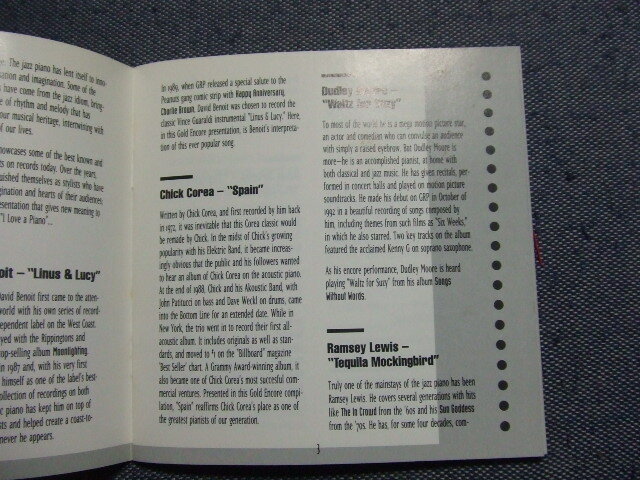 e. The jazz piano has lent itself to inno-
ation and imagination. Some of the
s have come from the jazz idiom, bring-
e of rhythm and melody that has
our musical heritage, intertwining with
of our lives.
howcases some of the best known and
ts on records today. Over the years,
uished themselves as stylists who have
gination and hearts of their audiences
esentation that gives new meaning to
"I Love a Piano"...
oit – "Linus & Lucy"
David Benoit first came to the atten-
world with his own series of record-
dependent label on the West Coast.
yed with the Rippingtons and
op-selling album Moonlighting.
in 1987 and, with his very first
himself as one of the label's best-
collection of recordings on both
c piano has kept him on top of
sts and helped create a coast-to-
never he appears.
In 1989, when GRP released a special salute to the
Peanuts gang comic strip with Happy Anniversary,
Charlie Brown, David Benoit was chosen to record the
classic Vince Guaraldi instrumental "Linus & Lucy." Here,
in this Gold Encore presentation, is Benoit's interpreta-
tion of this ever popular song.
Chick Corea – "Spain"
Written by Chick Corea, and first recorded by him back
in 1972, it was inevitable that this Corea classic would
be remade by Chick. In the midst of Chick's growing
popularity with his Elektric Band, it became increas-
ingly obvious that the public and his followers wanted
to hear an album of Chick Corea on the acoustic piano.
At the end of 1988, Chick and his Akoustic Band, with
John Patitucci on bass and Dave Weckl on drums, came
into the Bottom Line for an extended date. While in
New York, the trio went in to record their first all-
acoustic album. It includes originals as well as stan-
dards, and moved to #1 on the "Billboard" magazine
"Best Seller" chart. A Grammy Award-winning album, it
also became one of Chick Corea's most succesful com-
mercial ventures. Presented in this Gold Encore compi-
lation, "Spain" reaffirms Chick Corea's place as one of
the greatest pianists of our generation.
Dudley Moore –
"Waltz For Suzy"
To most of the world he is a mega motion picture star,
an actor and comedian who can convulse an audience
with simply a raised eyebrow. But Dudley Moore is
more–he is an accomplished pianist, at home with
both classical and jazz music. He has given recitals, per-
formed in concert halls and played on motion picture
soundtracks. He made his debut on GRP in October of
1992 in a beautiful recording of songs composed by
him, including themes from such films as "Six Weeks,"
in which he also starred. Two key tracks on the album
featured the acclaimed Kenny G on soprano saxophone.
As his encore performance, Dudley Moore is heard
playing "Waltz for Suzy" from his album Songs
Without Words.
Ramsey Lewis –
"Tequila Mockingbird"
Truly one of the mainstays of the jazz piano has been
Ramsey Lewis. He covers several generations with hits
like The In Crowd from the '60s and his Sun Goddess
from the '70s. He has, for some four decades, com-
3